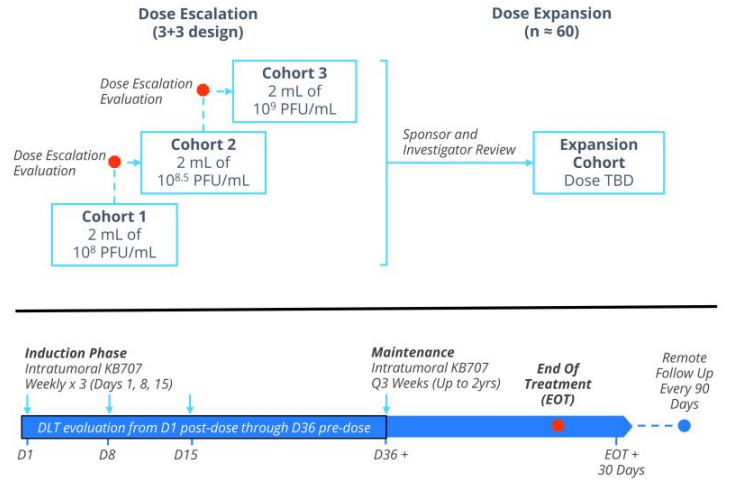 Dose Escalation
(3+3 design)
Dose Expansion
(n ≈ 60)
Dose Escalation
Evaluation
Cohort 3
2 mL of
10⁹ PFU/mL
Dose Escalation
Evaluation
Cohort 2
2 mL of
10⁸·⁵ PFU/mL
Cohort 1
2 mL of
10⁸ PFU/mL
Sponsor and
Investigator Review
Expansion
Cohort
Dose TBD
Induction Phase
Intratumoral KB707
Weekly x 3 (Days 1, 8, 15)
Maintenance
Intratumoral KB707
Q3 Weeks (Up to 2yrs)
End Of
Treatment
(EOT)
Remote
Follow Up
Every 90
Days
DLT evaluation from D1 post-dose through D36 pre-dose
D1
D8
D15
D36 +
EOT +
30 Days